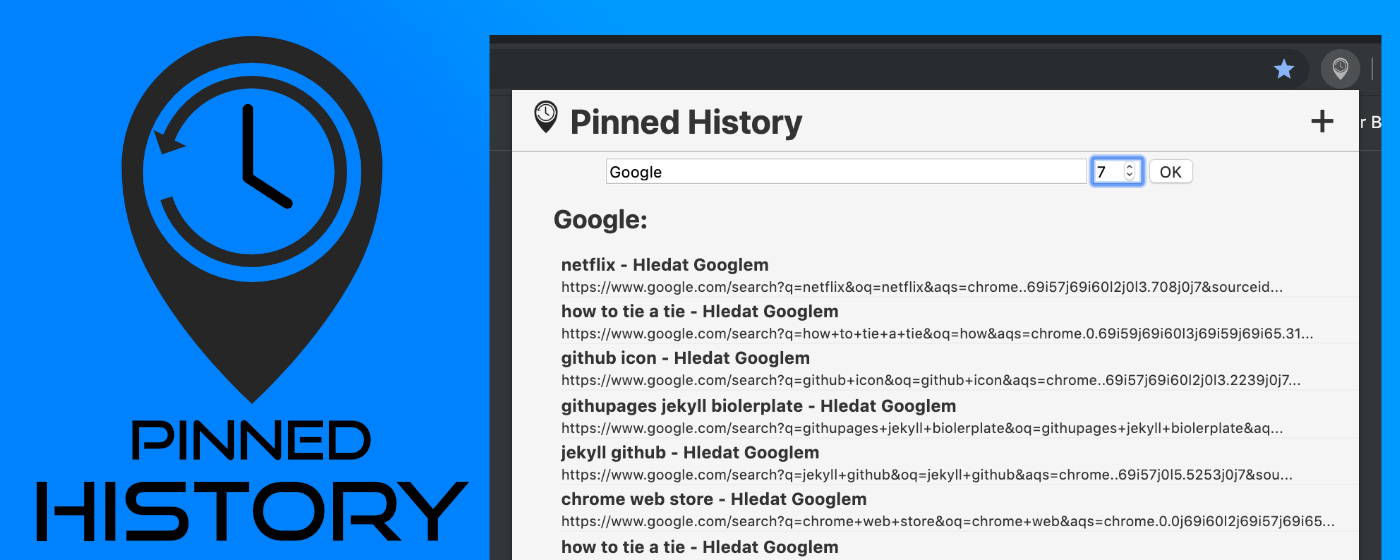 PINNED
HISTORY
r B
Pinned History
+
Google
7
OK
Google:
netflix - Hledat Googlem
https://www.google.com/search?q=netflix&oq=netflix&aqs=chrome..69i57j69i60l2j0l3.708j0j7&sourceid...
how to tie a tie - Hledat Googlem
https://www.google.com/search?q=how+to+tie+a+tie&oq=how&aqs=chrome.0.69i59j69i60l3j69i59j69i65.31...
github icon - Hledat Googlem
https://www.google.com/search?q=github+icon&oq=github+icon&aqs=chrome..69i57j69i60l2j0l3.2239j0j7...
githupages jekyll biolerplate - Hledat Googlem
https://www.google.com/search?q=githupages+jekyll+biolerplate&oq=githupages+jekyll+biolerplate&aq...
jekyll github - Hledat Googlem
https://www.google.com/search?q=jekyll+github&oq=jekyll+github&aqs=chrome..69i57j0l5.5253j0j7&sou...
chrome web store - Hledat Googlem
https://www.google.com/search?q=chrome+web+store&oq=chrome+web&aqs=chrome.0.0j69i60l2j69i57j69i65...
how to tie a tie - Hledat Googlem